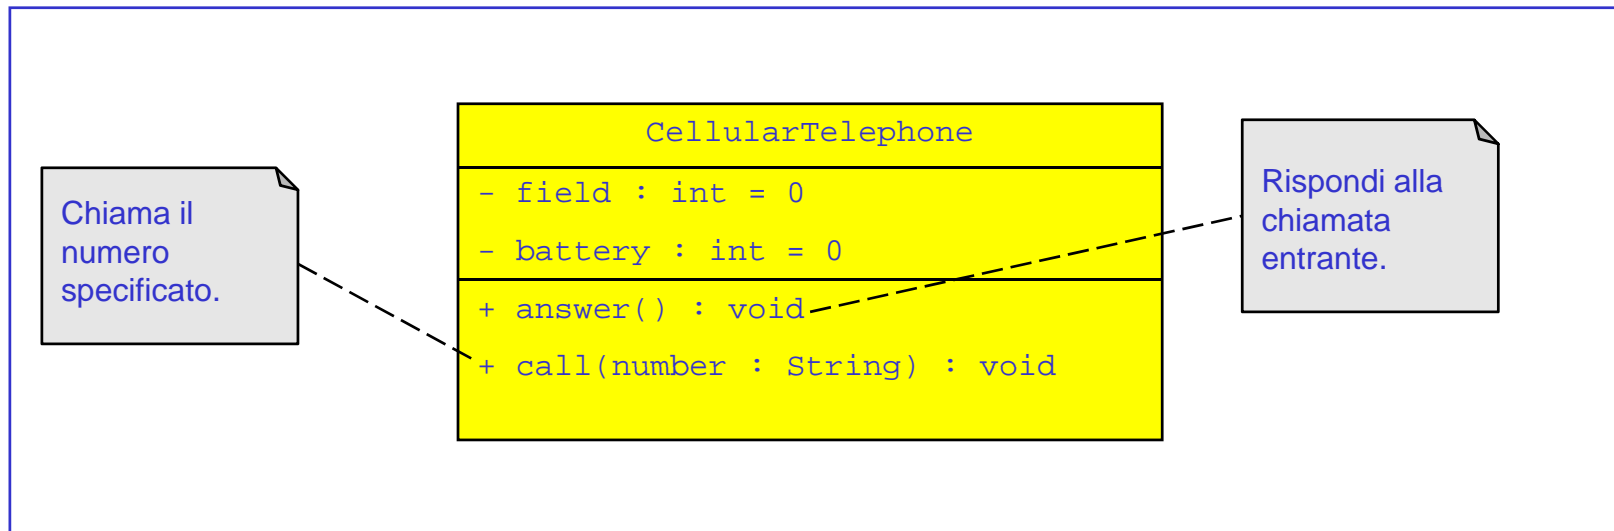 Chiama il
numero
specificato.
CellularTelephone
- field : int = 0
- battery : int = 0
+ answer() : void
+ call(number : String) : void
Rispondi alla
chiamata
entrante.